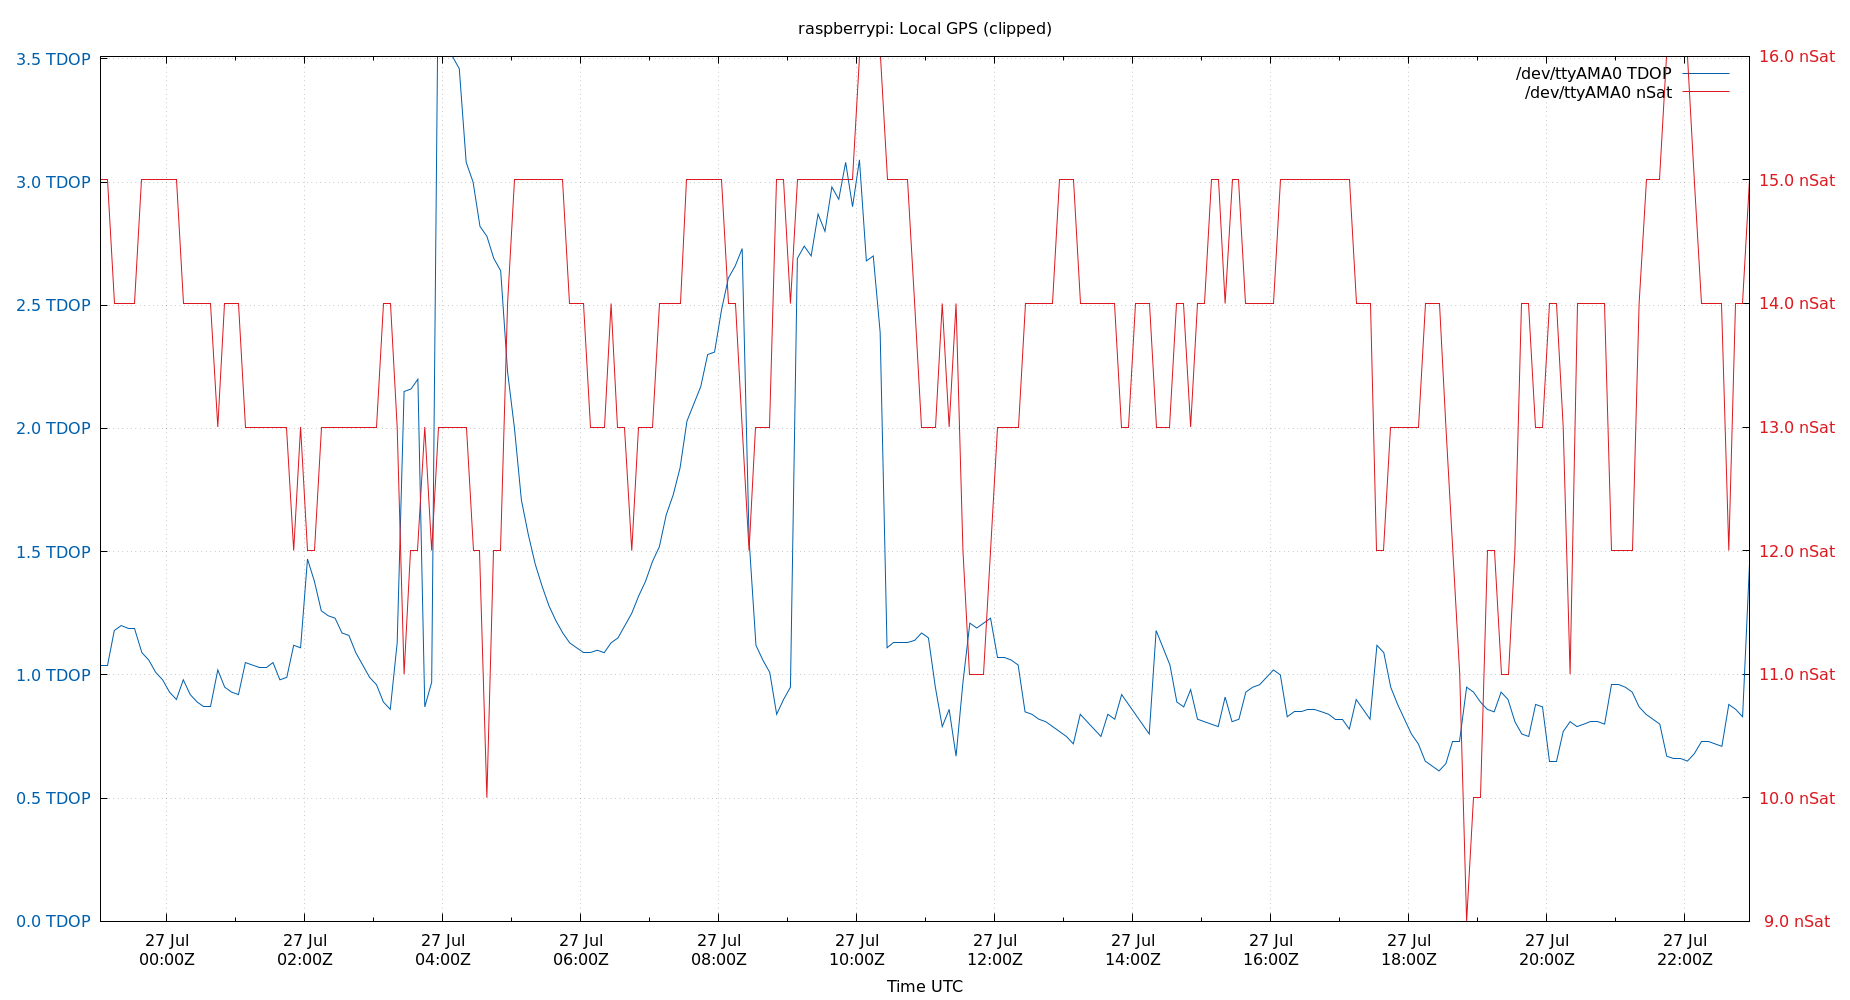 raspberrypi: Local GPS (clipped)
3.5 TDOP
3.0 TDOP
2.5 TDOP
2.0 TDOP
1.5 TDOP
1.0 TDOP
0.5 TDOP
0.0 TDOP
16.0 nSat
15.0 nSat
14.0 nSat
13.0 nSat
12.0 nSat
11.0 nSat
10.0 nSat
9.0 nSat
/dev/ttyAMA0 TDOP
/dev/ttyAMA0 nSat
27 Jul 27 Jul 27 Jul 27 Jul 27 Jul 27 Jul 27 Jul 27 Jul 27 Jul 27 Jul 27 Jul 27 Jul
00:00Z 02:00Z 04:00Z 06:00Z 08:00Z 10:00Z 12:00Z 14:00Z 16:00Z 18:00Z 20:00Z 22:00Z
Time UTC